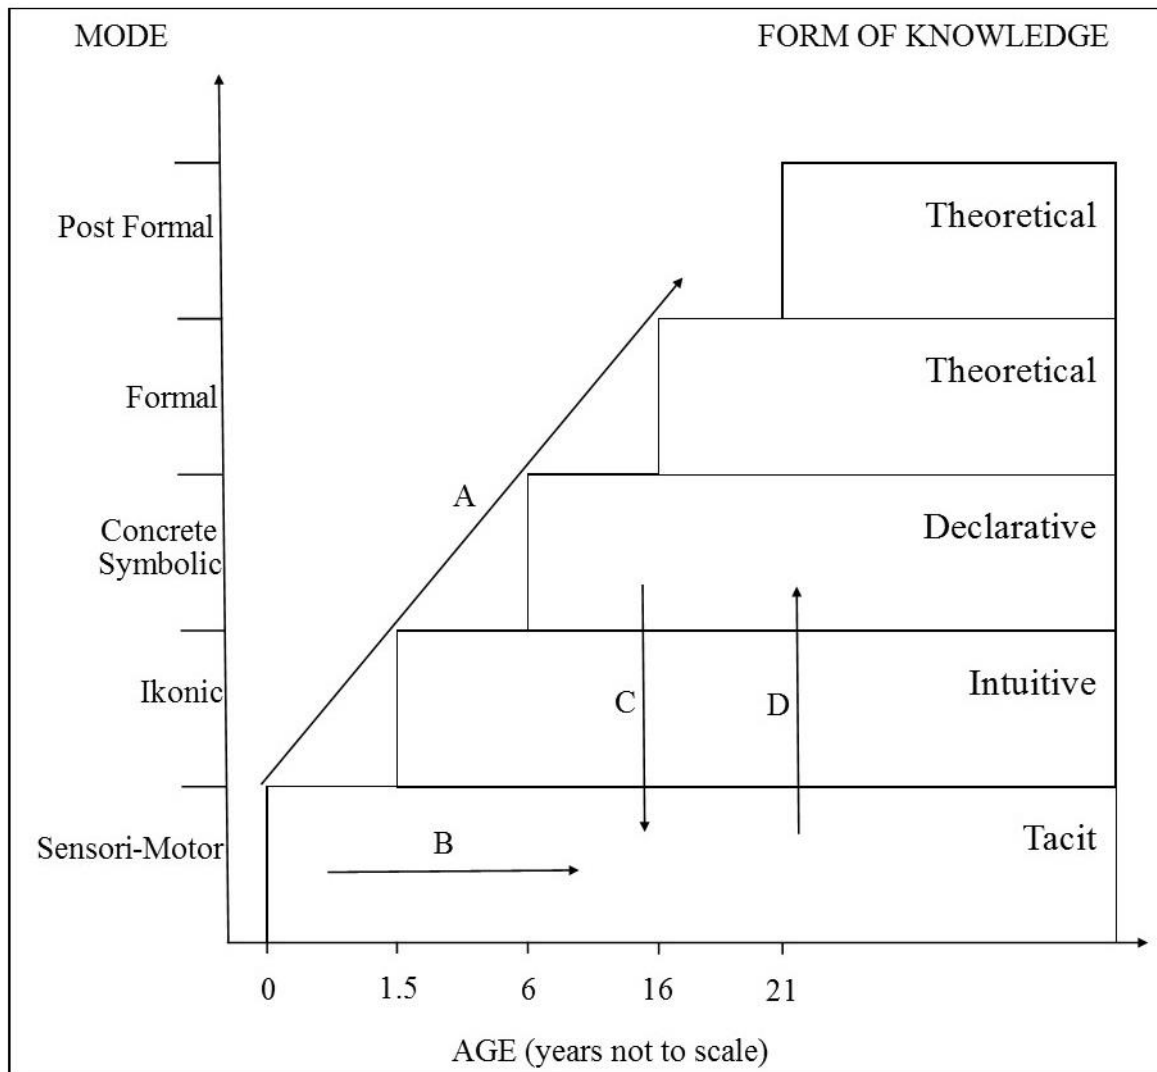 MODE
FORM OF KNOWLEDGE
Post Formal
Theoretical
Formal
Theoretical
A
Concrete
Symbolic
Declarative
Ikonic
C
D
Intuitive
Sensori-Motor
B
Tacit
0
1.5
6
16
21
AGE (years not to scale)